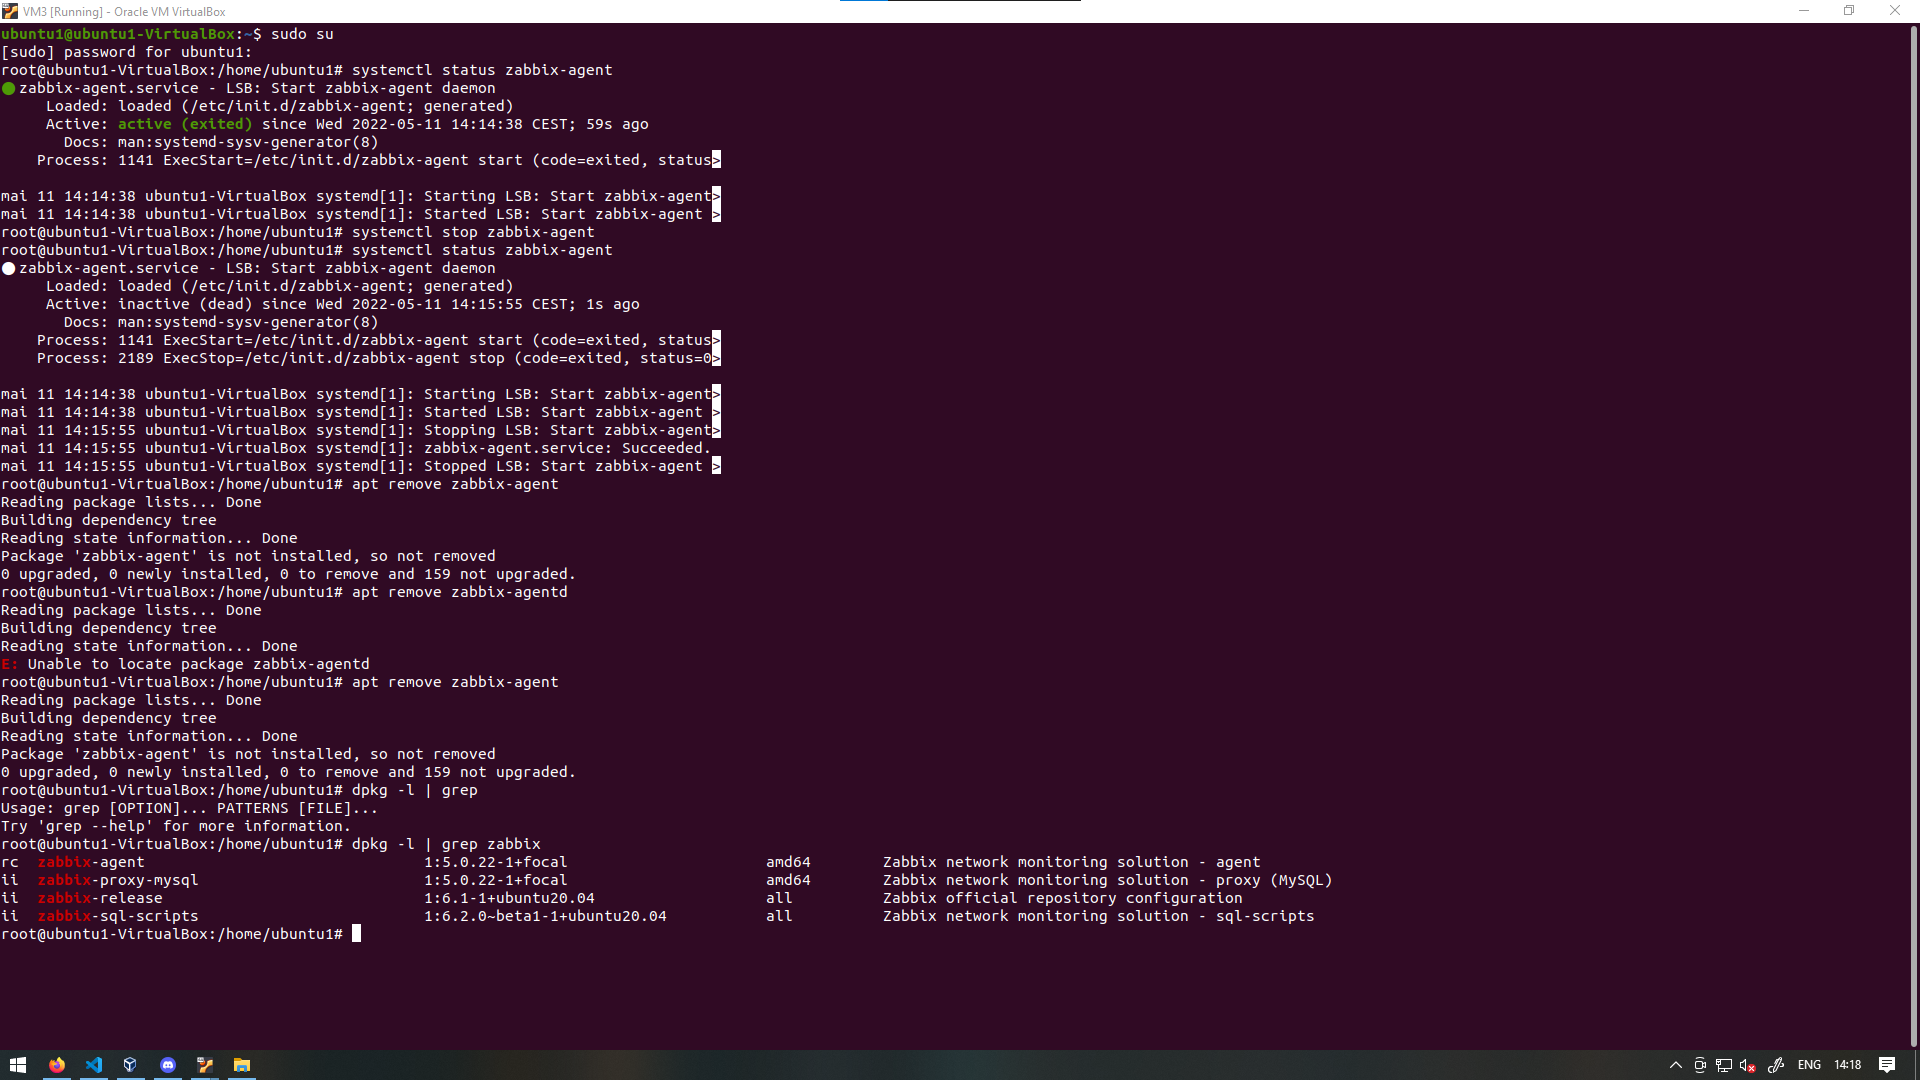 VM3 [Running] - Oracle VM VirtualBox
ubuntu1@ubuntu1-VirtualBox:~$ sudo su
[sudo] password for ubuntu1:
root@ubuntu1-VirtualBox:/home/ubuntu1# systemctl status zabbix-agent
zabbix-agent.service - LSB: Start zabbix-agent daemon
     Loaded: loaded (/etc/init.d/zabbix-agent; generated)
     Active: active (exited) since Wed 2022-05-11 14:14:38 CEST; 59s ago
       Docs: man:systemd-sysv-generator(8)
    Process: 1141 ExecStart=/etc/init.d/zabbix-agent start (code=exited, status>
mai 11 14:14:38 ubuntu1-VirtualBox systemd[1]: Starting LSB: Start zabbix-agent>
mai 11 14:14:38 ubuntu1-VirtualBox systemd[1]: Started LSB: Start zabbix-agent >
root@ubuntu1-VirtualBox:/home/ubuntu1# systemctl stop zabbix-agent
root@ubuntu1-VirtualBox:/home/ubuntu1# systemctl status zabbix-agent
zabbix-agent.service - LSB: Start zabbix-agent daemon
     Loaded: loaded (/etc/init.d/zabbix-agent; generated)
     Active: inactive (dead) since Wed 2022-05-11 14:15:55 CEST; 1s ago
       Docs: man:systemd-sysv-generator(8)
    Process: 1141 ExecStart=/etc/init.d/zabbix-agent start (code=exited, status>
    Process: 2189 ExecStop=/etc/init.d/zabbix-agent stop (code=exited, status=0>
mai 11 14:14:38 ubuntu1-VirtualBox systemd[1]: Starting LSB: Start zabbix-agent>
mai 11 14:14:38 ubuntu1-VirtualBox systemd[1]: Started LSB: Start zabbix-agent >
mai 11 14:15:55 ubuntu1-VirtualBox systemd[1]: Stopping LSB: Start zabbix-agent>
mai 11 14:15:55 ubuntu1-VirtualBox systemd[1]: zabbix-agent.service: Succeeded.
mai 11 14:15:55 ubuntu1-VirtualBox systemd[1]: Stopped LSB: Start zabbix-agent >
root@ubuntu1-VirtualBox:/home/ubuntu1# apt remove zabbix-agent
Reading package lists... Done
Building dependency tree
Reading state information... Done
Package 'zabbix-agent' is not installed, so not removed
0 upgraded, 0 newly installed, 0 to remove and 159 not upgraded.
root@ubuntu1-VirtualBox:/home/ubuntu1# apt remove zabbix-agentd
Reading package lists... Done
Building dependency tree
Reading state information... Done
E: Unable to locate package zabbix-agentd
root@ubuntu1-VirtualBox:/home/ubuntu1# apt remove zabbix-agent
Reading package lists... Done
Building dependency tree
Reading state information... Done
Package 'zabbix-agent' is not installed, so not removed
0 upgraded, 0 newly installed, 0 to remove and 159 not upgraded.
root@ubuntu1-VirtualBox:/home/ubuntu1# dpkg -l | grep
Usage: grep [OPTION]... PATTERNS [FILE]...
Try 'grep --help' for more information.
root@ubuntu1-VirtualBox:/home/ubuntu1# dpkg -l | grep zabbix
rc  zabbix-agent                               1:5.0.22-1+focal                      amd64        Zabbix network monitoring solution - agent
ii  zabbix-proxy-mysql                         1:5.0.22-1+focal                      amd64        Zabbix network monitoring solution - proxy (MySQL)
ii  zabbix-release                             1:6.1-1+ubuntu20.04                   all          Zabbix official repository configuration
ii  zabbix-sql-scripts                         1:6.2.0~beta1-1+ubuntu20.04           all          Zabbix network monitoring solution - sql-scripts
root@ubuntu1-VirtualBox:/home/ubuntu1#
ENG 14:18